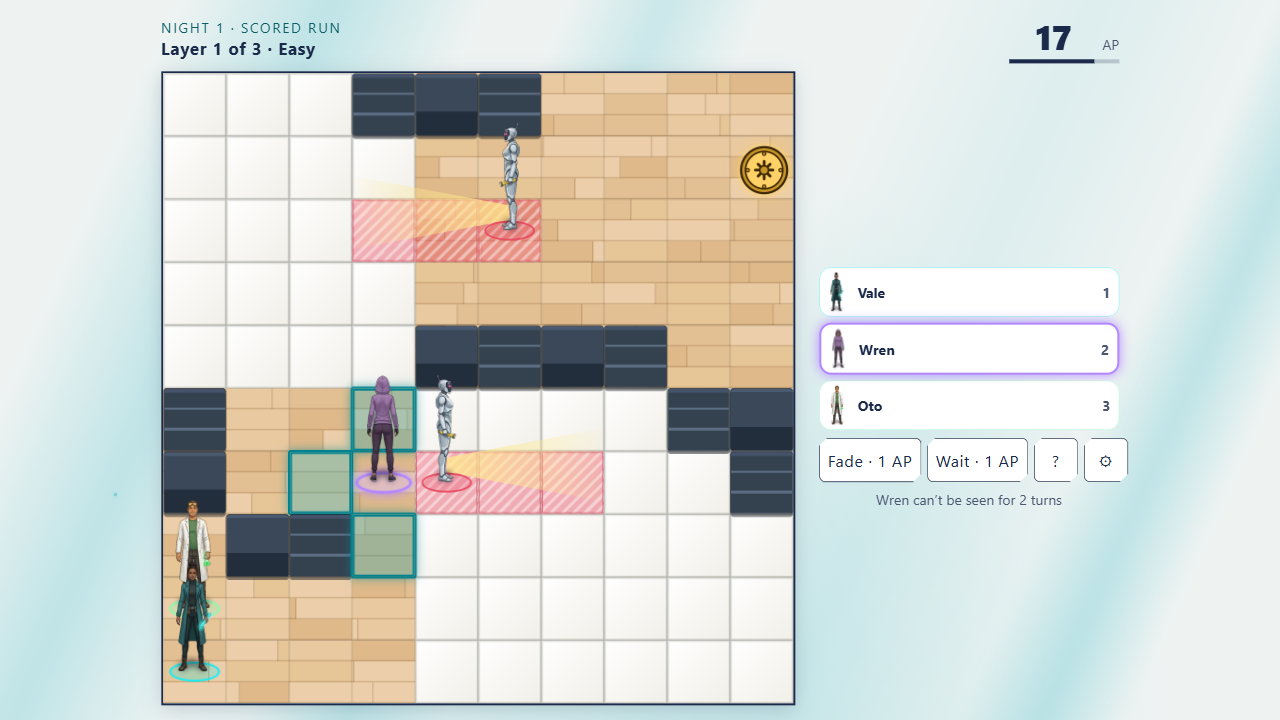 NIGHT 1 · SCORED RUN
Layer 1 of 3 · Easy
17 AP
Vale 1
Wren 2
Oto 3
Fade · 1 AP Wait · 1 AP ?
Wren can't be seen for 2 turns